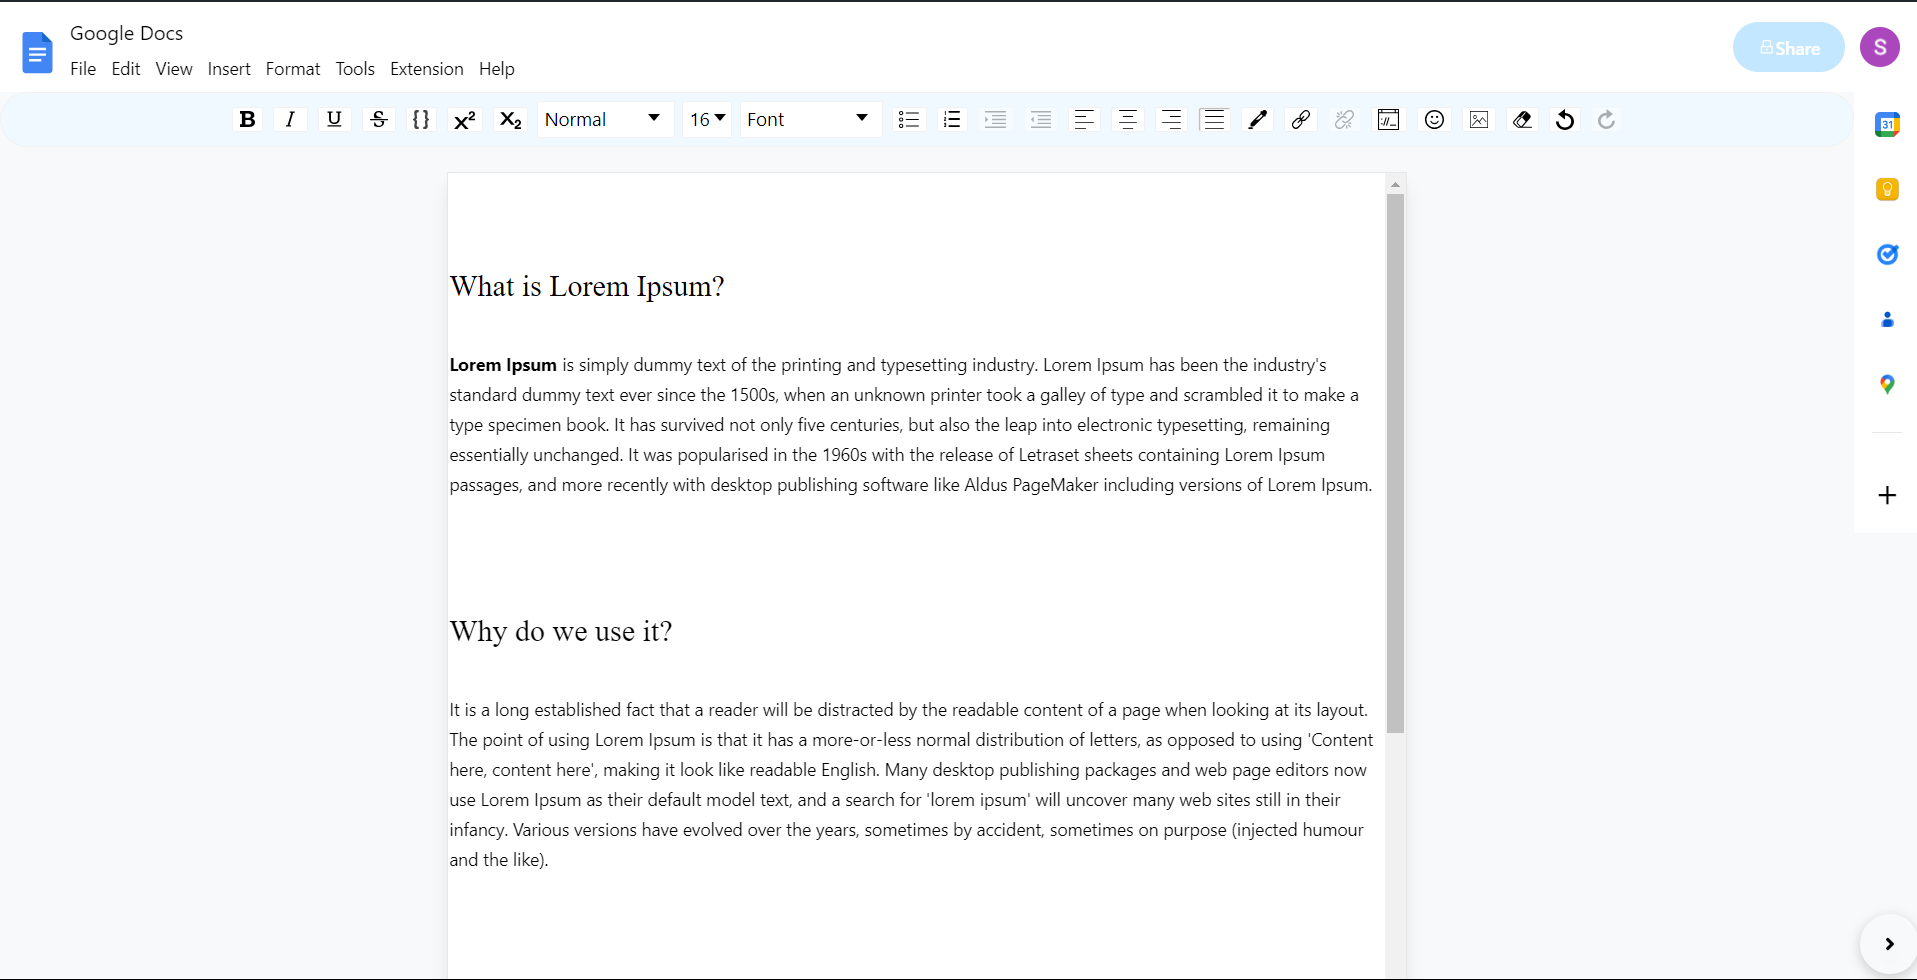 Google Docs
File Edit View Insert Format Tools Extension Help
Share
S
B I U S {} X² X₂ Normal 16 Font
31
What is Lorem Ipsum?
Lorem Ipsum is simply dummy text of the printing and typesetting industry. Lorem Ipsum has been the industry's
standard dummy text ever since the 1500s, when an unknown printer took a galley of type and scrambled it to make a
type specimen book. It has survived not only five centuries, but also the leap into electronic typesetting, remaining
essentially unchanged. It was popularised in the 1960s with the release of Letraset sheets containing Lorem Ipsum
passages, and more recently with desktop publishing software like Aldus PageMaker including versions of Lorem Ipsum.
Why do we use it?
It is a long established fact that a reader will be distracted by the readable content of a page when looking at its layout.
The point of using Lorem Ipsum is that it has a more-or-less normal distribution of letters, as opposed to using 'Content
here, content here', making it look like readable English. Many desktop publishing packages and web page editors now
use Lorem Ipsum as their default model text, and a search for 'lorem ipsum' will uncover many web sites still in their
infancy. Various versions have evolved over the years, sometimes by accident, sometimes on purpose (injected humour
and the like).